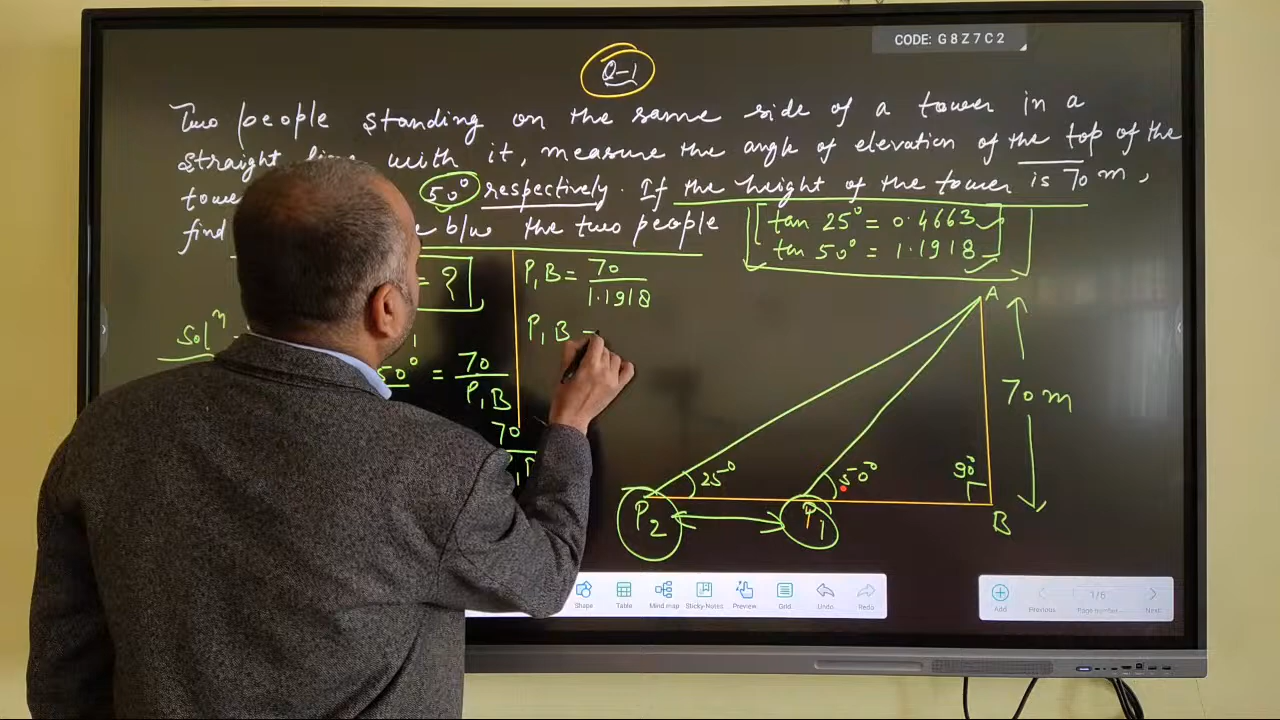 CODE: G8Z7C2
Q-1
Two people standing on the same side of a tower in a
straight with it, measure the angle of elevation of the top of the
50° respectively. If the height of the tower is 70 m,
find b/w the two people
tan 25° = 0.4663
tan 50° = 1.1918
= ?
Solⁿ
50° = 70/P₁B
70
P₁B = 70/1.1918
P₁B =
A
70 m
25°
50°
90°
P₂
P₁
B
Shape
Table
Mind map
Sticky-Notes
Preview
Grid
Undo
Redo
Add
Previous
1/6
Page number
Next